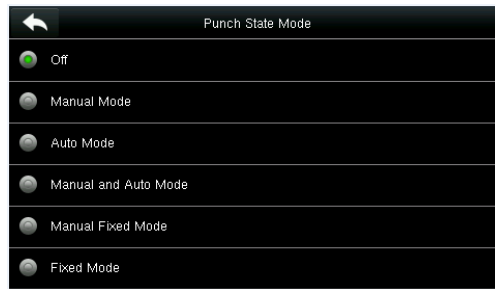 Punch State Mode
Off
Manual Mode
Auto Mode
Manual and Auto Mode
Manual Fixed Mode
Fixed Mode